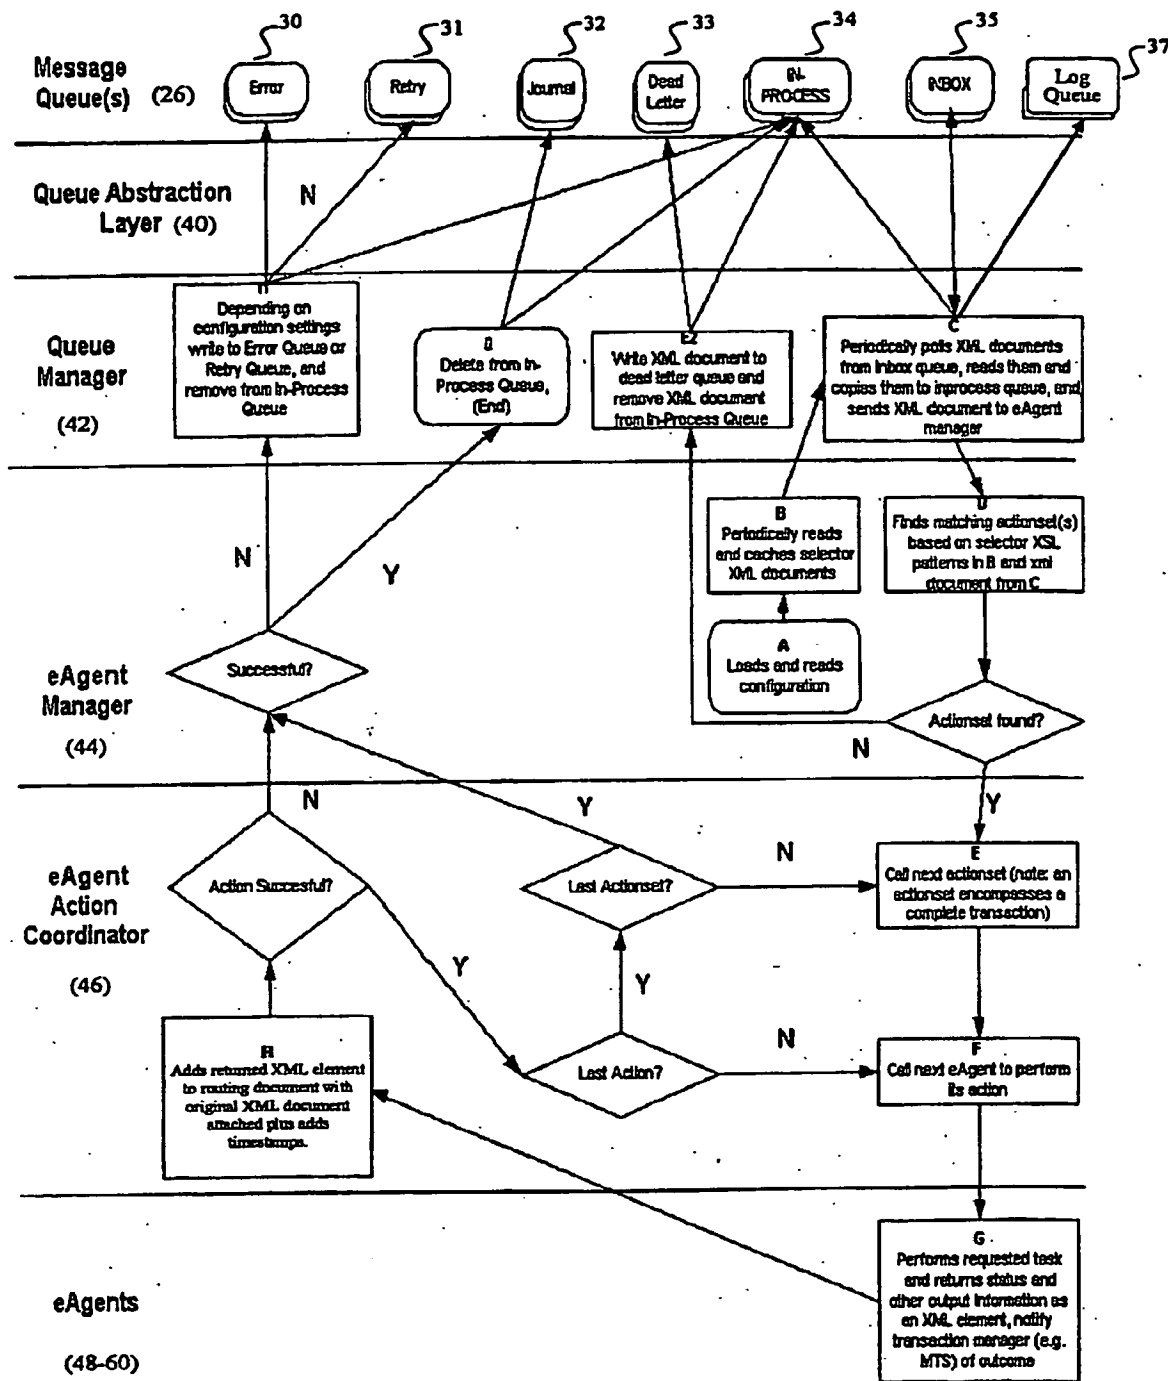 30
31
32
33
34
35
37
Message
Queue(s) (26)
Error
Retry
Journal
Dead
Letter
IN-
PROCESS
INBOX
Log
Queue
Queue Abstraction
Layer (40)
N
Queue
Manager
(42)
Depending on
configuration settings
write to Error Queue or
Retry Queue, and
remove from In-Process
Queue
Delete from In-
Process Queue,
(End)
E2
Write XML document to
dead letter queue and
remove XML document
from In-Process Queue
C
Periodically polls XML documents
from Inbox queue, reads them and
copies them to inprocess queue, and
sends XML document to eAgent
manager
N
Y
B
Periodically reads
and caches selector
XML documents
D
Finds matching actionset(s)
based on selector XSL
patterns in B and xml
document from C
A
Loads and reads
configuration
eAgent
Manager
(44)
Successful?
Actionset found?
N
Y
N
Y
eAgent
Action
Coordinator
(46)
Action Succesful?
Last Actionset?
N
E
Call next actionset (note: an
actionset encompasses a
complete transaction)
Y
Y
H
Adds returned XML element
to routing document with
original XML document
attached plus adds
timestamps.
Last Action?
N
F
Call next eAgent to perform
its action
eAgents
(48-60)
G
Performs requested task
and returns status and
other output information as
an XML element, notify
transaction manager (e.g.
MTS) of outcome